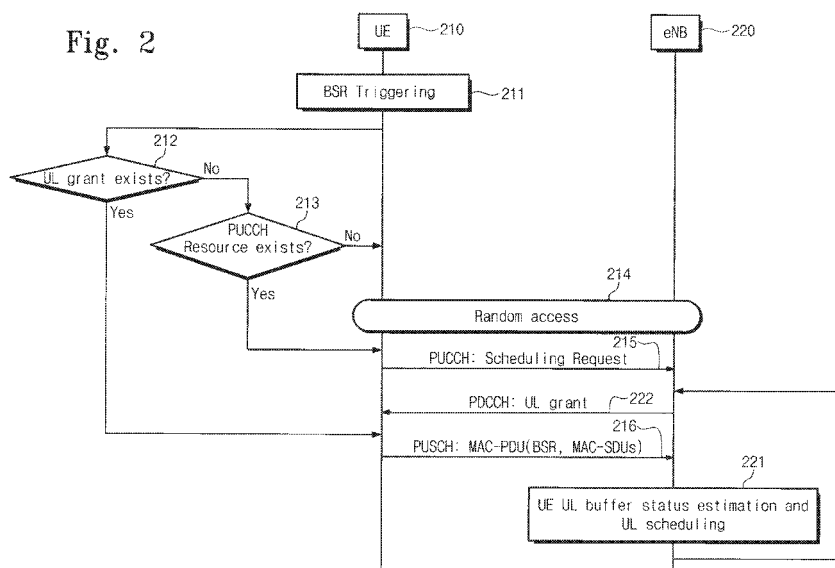 Fig. 2
UE
210
eNB
220
BSR Triggering
211
212
UL grant exists?
No
Yes
213
PUCCH
Resource exists?
No
Yes
214
Random access
215
PUCCH: Scheduling Request
PDCCH: UL grant
222
216
PUSCH: MAC-PDU(BSR, MAC-SDUs)
221
UE UL buffer status estimation and
UL scheduling